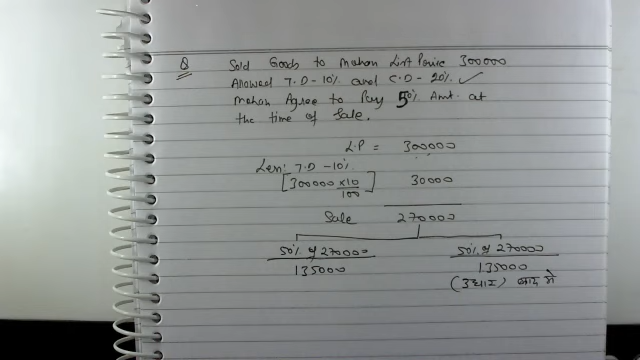 Q Sold Goods to Mohan List Price 300000
Allowed T.D-10% and C.D-20% ✓
Mohan Agree to Pay 50% Amt. at
the time of Sale.
L.P = 300000
Less: T.D-10%
[300000 × 10/100] 30000
Sale 270000
50% of 270000 50% of 270000
135000 135000
(उधार) बाद मे